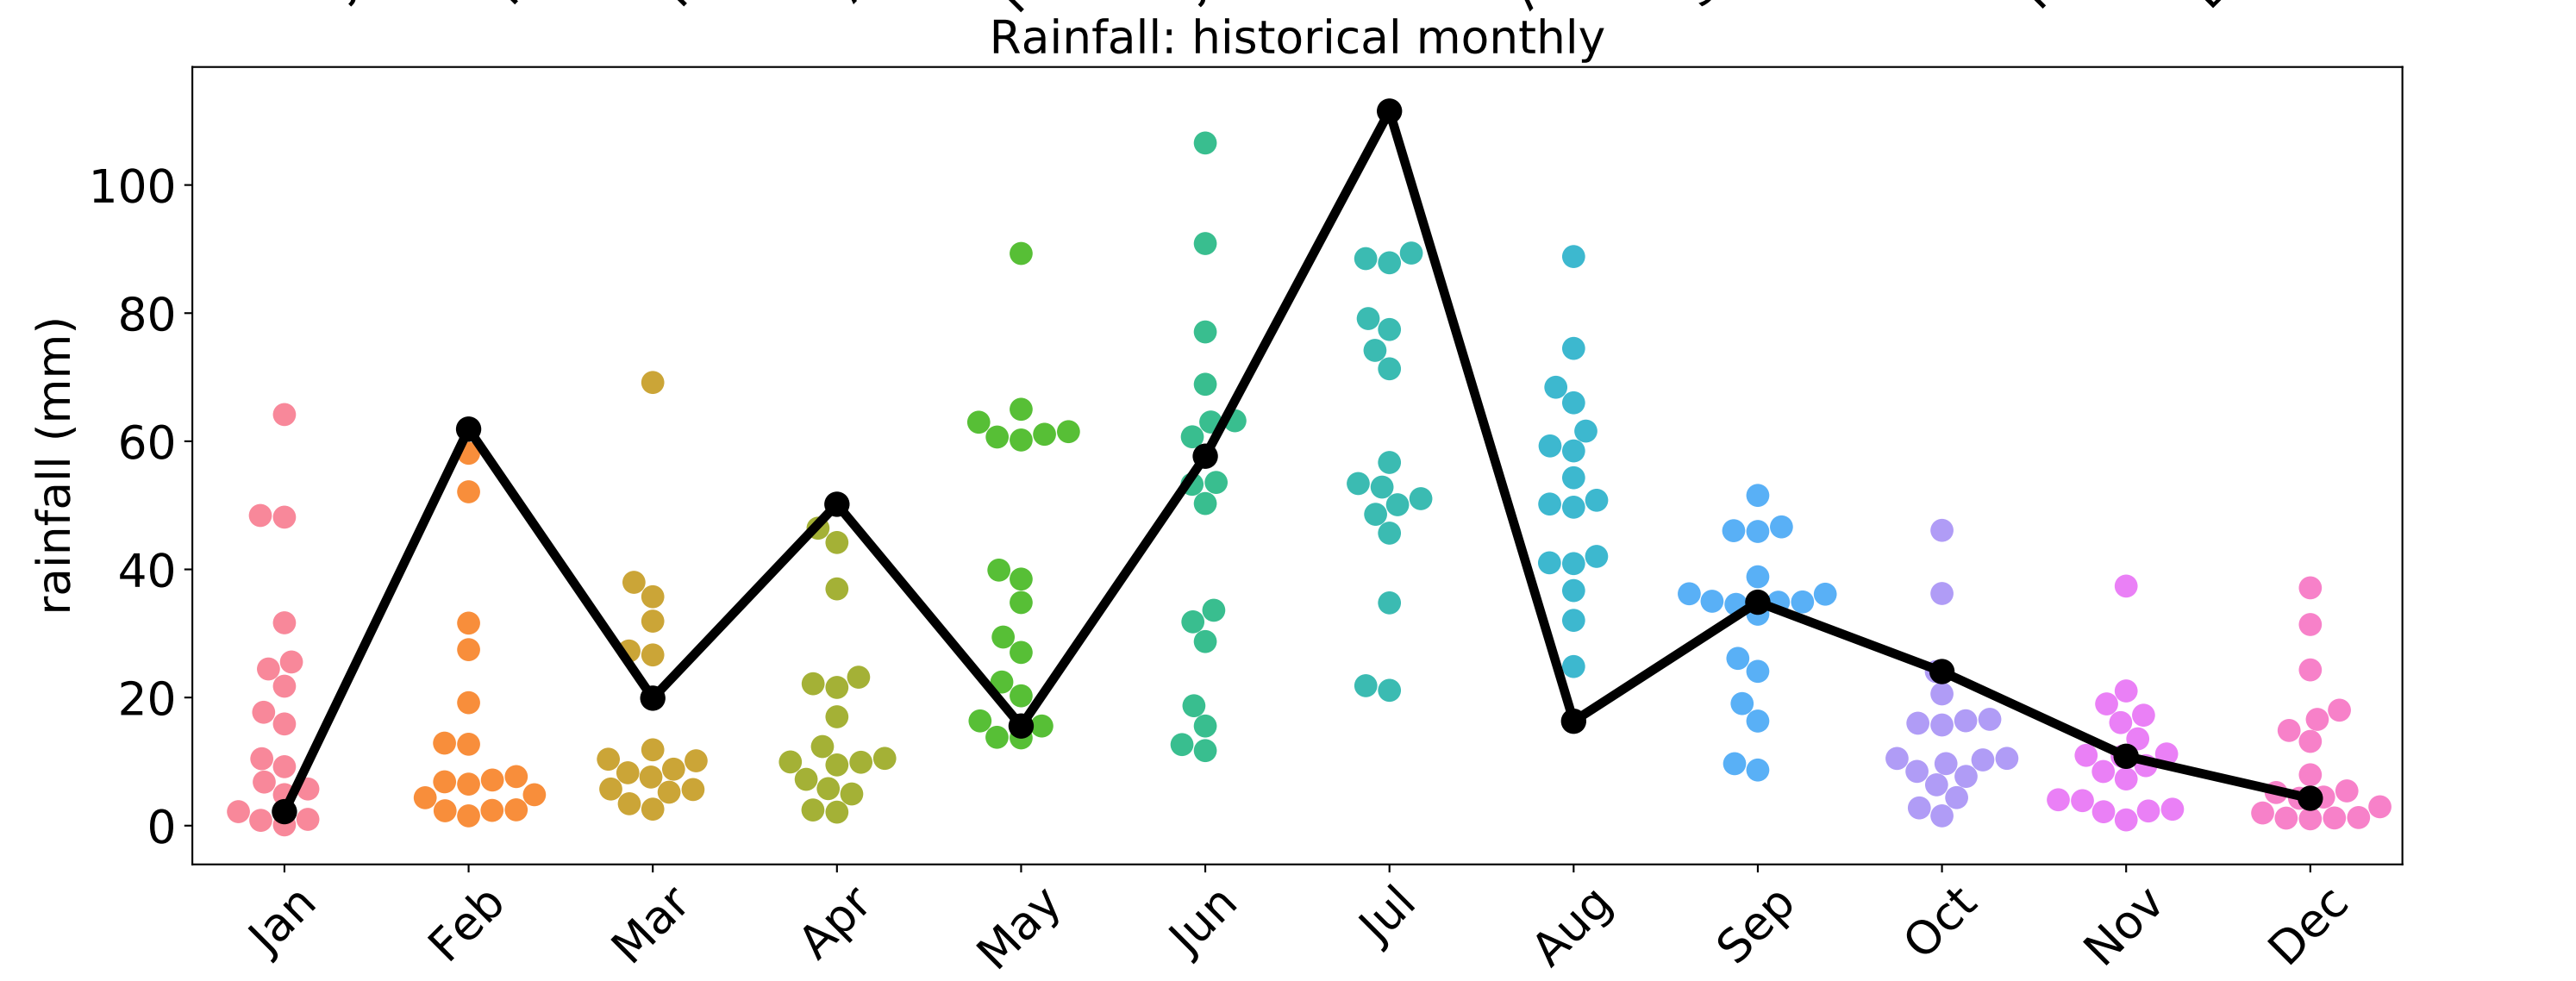 Rainfall: historical monthly
rainfall (mm)
100
80
60
40
20
0
Jan
Feb
Mar
Apr
May
Jun
Jul
Aug
Sep
Oct
Nov
Dec